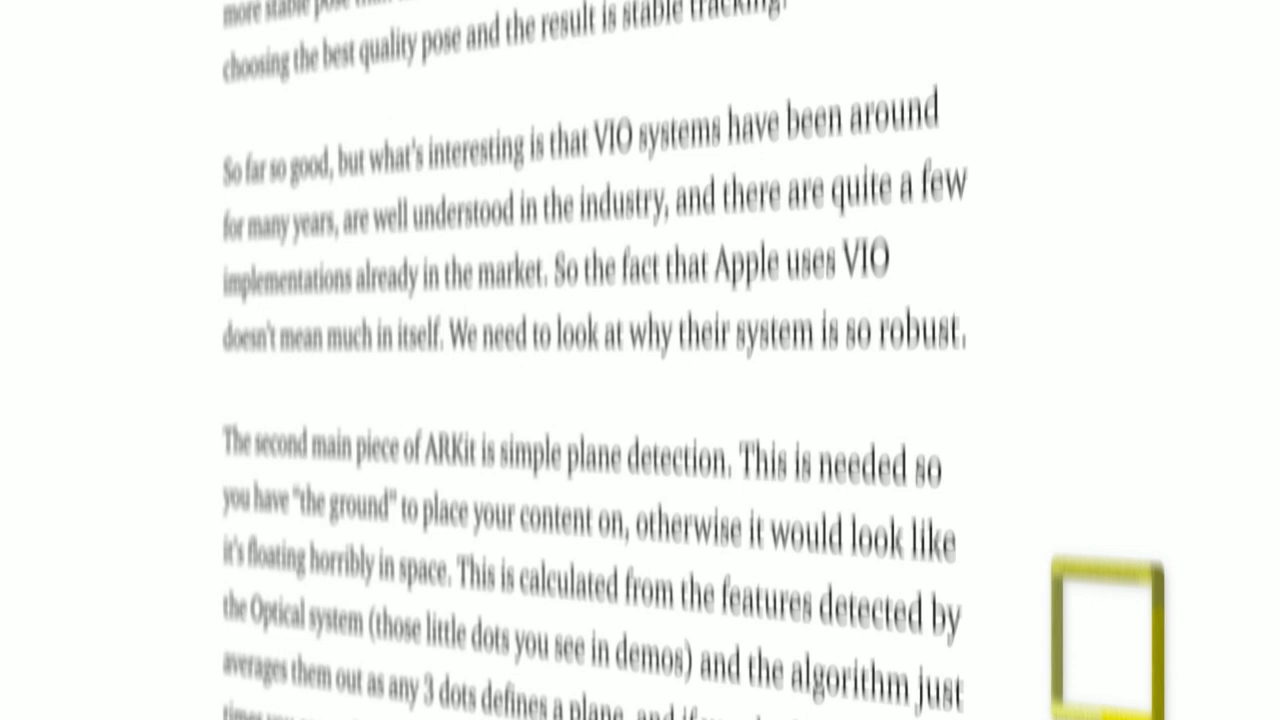 more stable pose
choosing the best quality pose and the result is stable tracking.
So far so good, but what's interesting is that VIO systems have been around
for many years, are well understood in the industry, and there are quite a few
implementations already in the market. So the fact that Apple uses VIO
doesn't mean much in itself. We need to look at why their system is so robust.
The second main piece of ARKit is simple plane detection. This is needed so
you have "the ground" to place your content on, otherwise it would look like
it's floating horribly in space. This is calculated from the features detected by
the Optical system (those little dots you see in demos) and the algorithm just
averages them out as any 3 dots defines a plane, and if